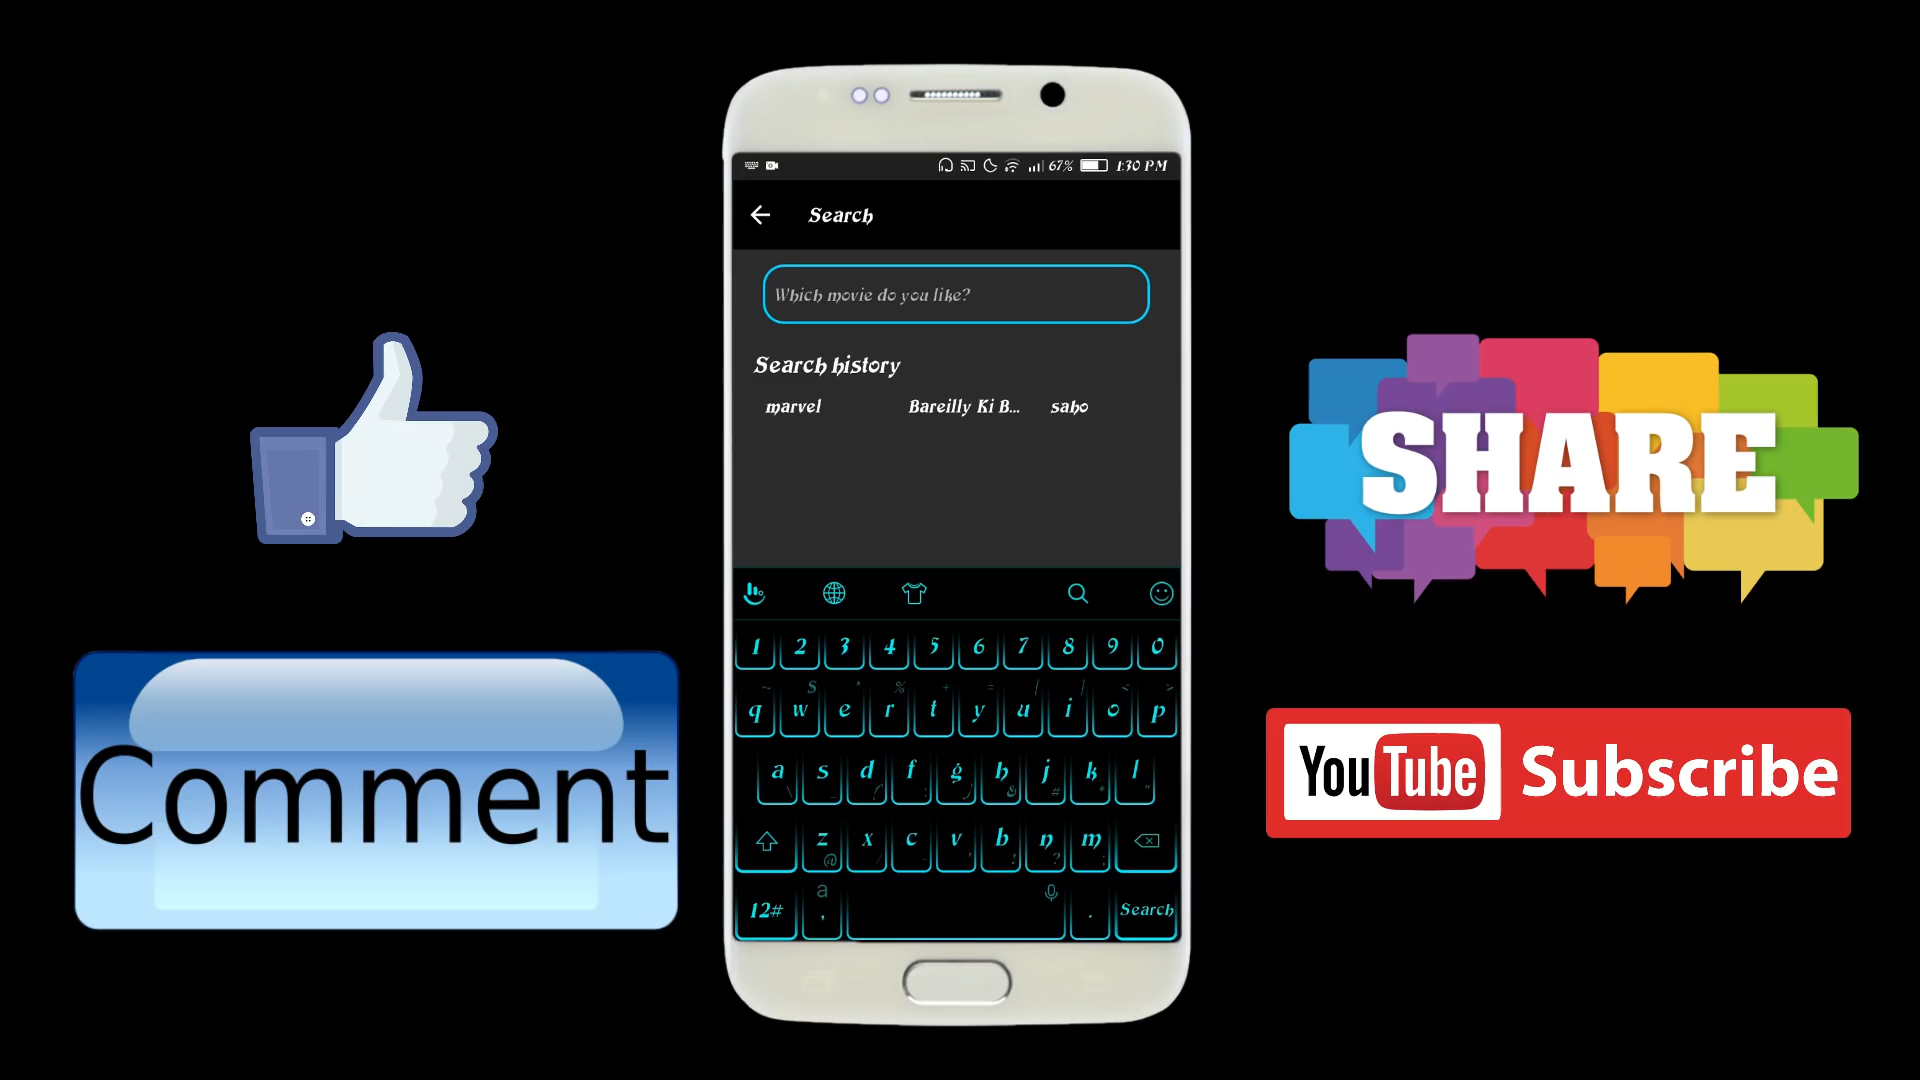 67% 1:30 PM
Search
Which movie do you like?
Search history
marvel Bareilly Ki B... saho
1 2 3 4 5 6 7 8 9 0
q w e r t y u i o p
a s d f g h j k l
z x c v b n m
12# , . Search
Comment
SHARE
YouTube Subscribe